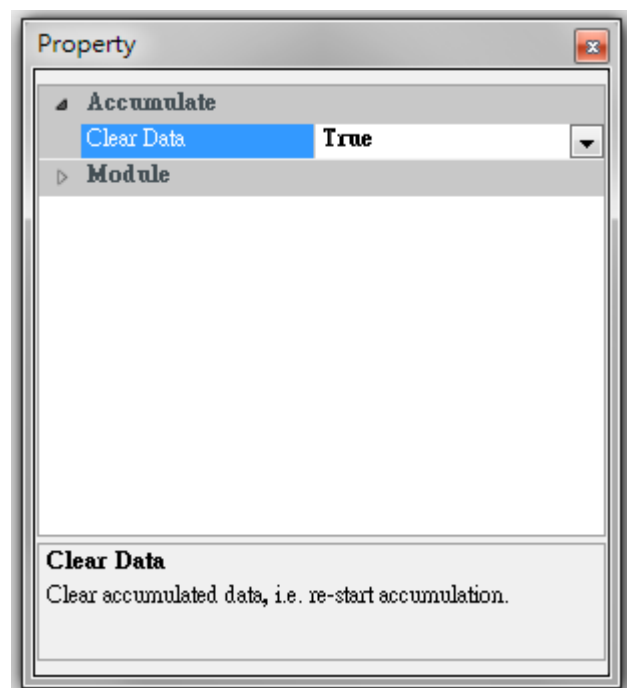 Property
Accumulate
Clear Data True
Module
Clear Data
Clear accumulated data, i.e. re-start accumulation.